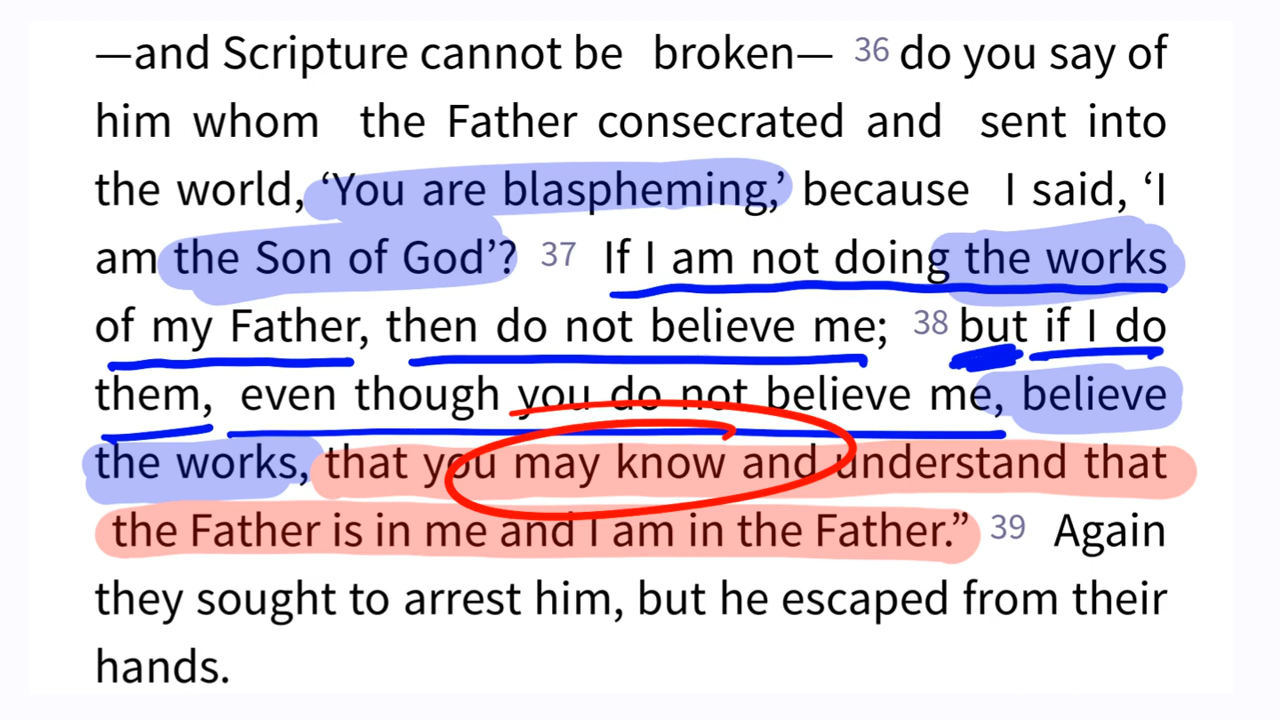 —and Scripture cannot be broken— 36 do you say of
him whom the Father consecrated and sent into
the world, ‘You are blaspheming,’ because I said, ‘I
am the Son of God’? 37 If I am not doing the works
of my Father, then do not believe me; 38 but if I do
them, even though you do not believe me, believe
the works, that you may know and understand that
the Father is in me and I am in the Father.” 39 Again
they sought to arrest him, but he escaped from their
hands.